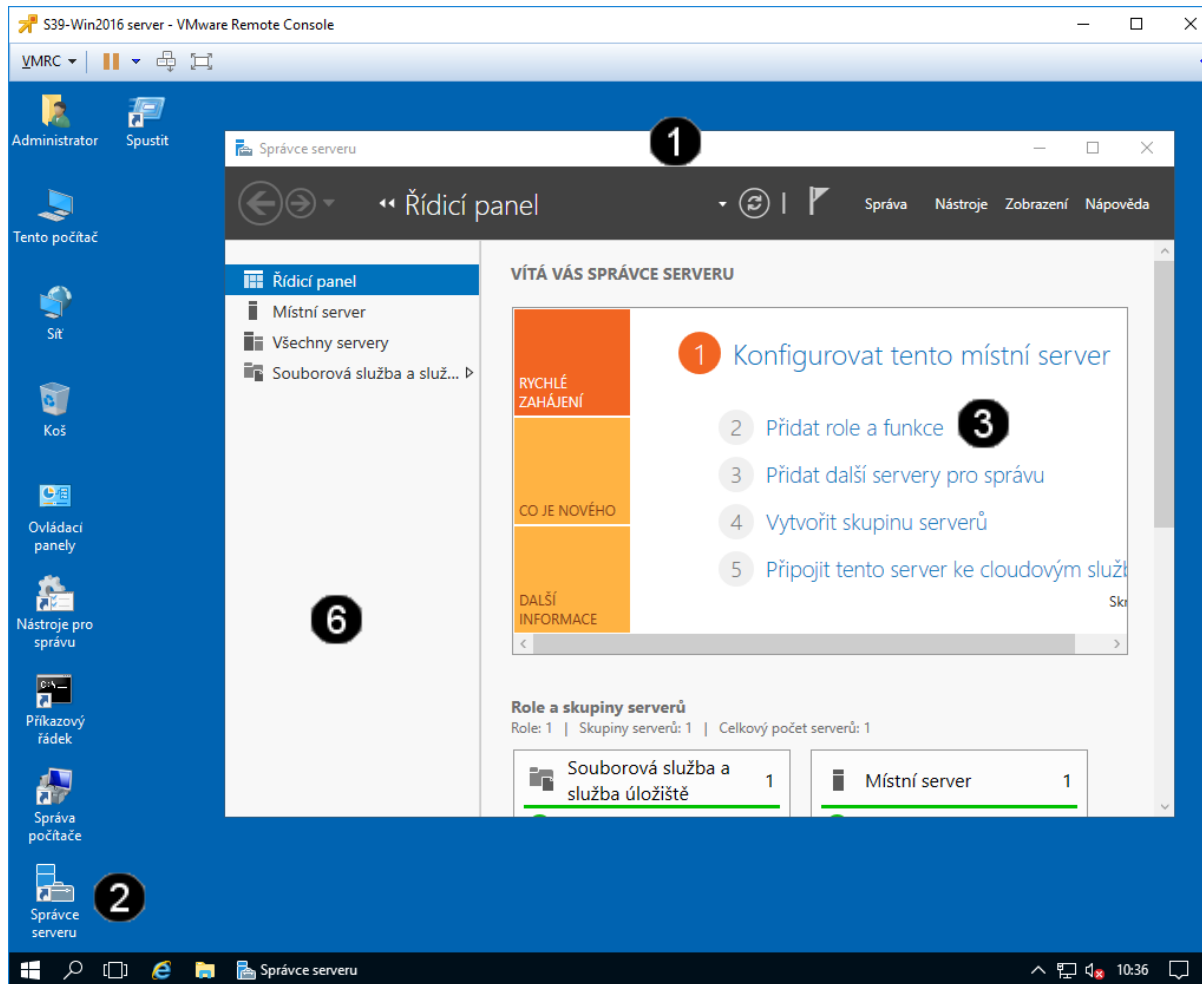 S39-Win2016 server - VMware Remote Console
VMRC
Administrator
Spustit
Tento počítač
Síť
Koš
Ovládací
panely
Nástroje pro
správu
C:\
Příkazový
řádek
Správa
počítače
Správce
serveru
2
Správce serveru
1
Řídicí panel
Správa
Nástroje
Zobrazení
Nápověda
Řídicí panel
Místní server
Všechny servery
Souborová služba a služ...
6
VÍTÁ VÁS SPRÁVCE SERVERU
RYCHLÉ
ZAHÁJENÍ
CO JE NOVÉHO
DALŠÍ
INFORMACE
1 Konfigurovat tento místní server
2 Přidat role a funkce
3
3 Přidat další servery pro správu
4 Vytvořit skupinu serverů
5 Připojit tento server ke cloudovým služb
Skr
Role a skupiny serverů
Role: 1 | Skupiny serverů: 1 | Celkový počet serverů: 1
Souborová služba a
služba úložiště
1
Místní server 1
Správce serveru
10:36